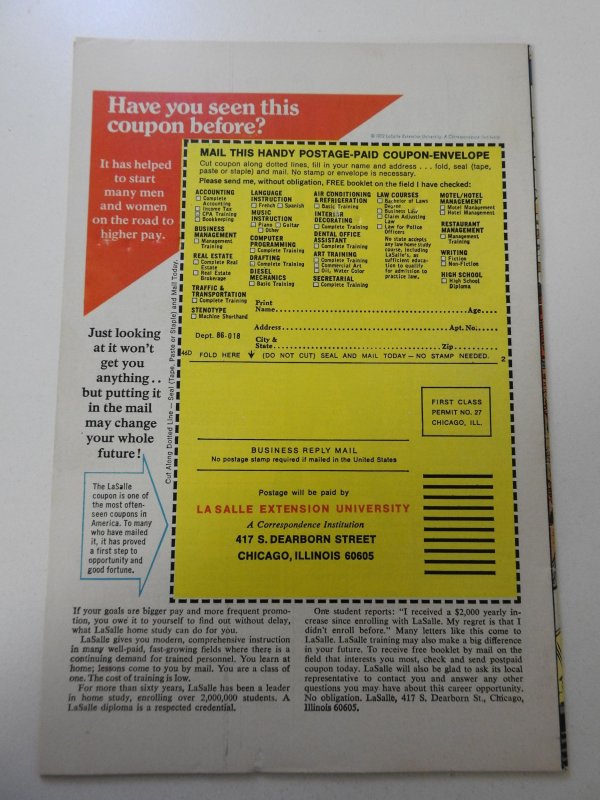 Have you seen this
coupon before?
© 1972 LaSalle Extension University, A Correspondence Institution
It has helped
to start
many men
and women
on the road to
higher pay.
Just looking
at it won't
get you
anything . .
but putting it
in the mail
may change
your whole
future!
The LaSalle
coupon is one of
the most often-
seen coupons in
America. To many
who have mailed
it, it has proved
a first step to
opportunity and
good fortune.
Cut Along Dotted Line — Seal (Tape, Paste or Staple) and Mail Today.
MAIL THIS HANDY POSTAGE-PAID COUPON-ENVELOPE
Cut coupon along dotted lines, fill in your name and address . . . fold, seal (tape,
paste or staple) and mail. No stamp or envelope is necessary.
Please send me, without obligation, FREE booklet on the field I have checked:
ACCOUNTING
Complete
Accounting
Income Tax
CPA Training
Bookkeeping
BUSINESS
MANAGEMENT
Management
Training
REAL ESTATE
Complete Real
Estate
Real Estate
Brokerage
TRAFFIC &
TRANSPORTATION
Complete Training
STENOTYPE
Machine Shorthand
LANGUAGE
INSTRUCTION
French Spanish
MUSIC
INSTRUCTION
Piano Guitar
Other
COMPUTER
PROGRAMMING
Complete Training
DRAFTING
Complete Training
DIESEL
MECHANICS
Basic Training
AIR CONDITIONING
& REFRIGERATION
Basic Training
INTERIOR
DECORATING
Complete Training
DENTAL OFFICE
ASSISTANT
Complete Training
ART TRAINING
Complete Training
Commercial Art
Oil, Water Color
SECRETARIAL
Complete Training
LAW COURSES
Bachelor of Laws
Degree
Business Law
Claim Adjusting
Law
Law for Police
Officers
No state accepts
any law home study
course, including
LaSalle's, as
sufficient educa-
tion to qualify
for admission to
practice law.
MOTEL/HOTEL
MANAGEMENT
Motel Management
Hotel Management
RESTAURANT
MANAGEMENT
Management
Training
WRITING
Fiction
Non-Fiction
HIGH SCHOOL
High School
Diploma
Print
Name.......... Age....
Address.......... Apt. No....
Dept. 86-018
City &
State.......... Zip..........
46D FOLD HERE ↓ (DO NOT CUT) SEAL AND MAIL TODAY – NO STAMP NEEDED. 2
FIRST CLASS
PERMIT NO. 27
CHICAGO, ILL.
BUSINESS REPLY MAIL
No postage stamp required if mailed in the United States
Postage will be paid by
LA SALLE EXTENSION UNIVERSITY
A Correspondence Institution
417 S. DEARBORN STREET
CHICAGO, ILLINOIS 60605
If your goals are bigger pay and more frequent promo-
tion, you owe it to yourself to find out without delay,
what LaSalle home study can do for you.
LaSalle gives you modern, comprehensive instruction
in many well-paid, fast-growing fields where there is a
continuing demand for trained personnel. You learn at
home; lessons come to you by mail. You are a class of
one. The cost of training is low.
For more than sixty years, LaSalle has been a leader
in home study, enrolling over 2,000,000 students. A
LaSalle diploma is a respected credential.
One student reports: "I received a $2,000 yearly in-
crease since enrolling with LaSalle. My regret is that I
didn't enroll before." Many letters like this come to
LaSalle. LaSalle training may also make a big difference
in your future. To receive free booklet by mail on the
field that interests you most, check and send postpaid
coupon today. LaSalle will also be glad to ask its local
representative to contact you and answer any other
questions you may have about this career opportunity.
No obligation. LaSalle, 417 S. Dearborn St., Chicago,
Illinois 60605.